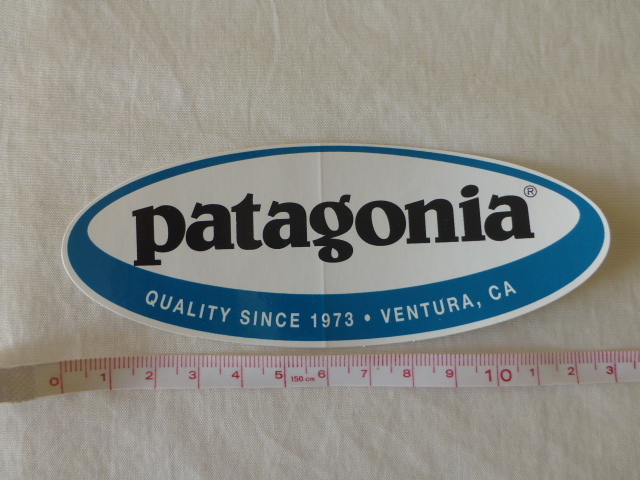 patagonia®
QUALITY SINCE 1973 • VENTURA, CA
0 1 2 3 4 5 150cm 6 7 8 9 10 1 2 3